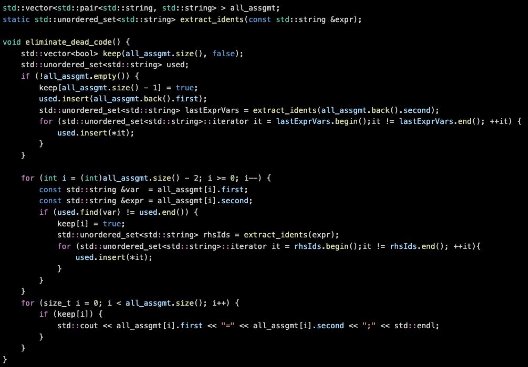 std::vector<std::pair<std::string, std::string> > all_assgmt;
static std::unordered_set<std::string> extract_idents(const std::string &expr);

void eliminate_dead_code() {
    std::vector<bool> keep(all_assgmt.size(), false);
    std::unordered_set<std::string> used;
    if (!all_assgmt.empty()) {
        keep[all_assgmt.size() - 1] = true;
        used.insert(all_assgmt.back().first);
        std::unordered_set<std::string> lastExprVars = extract_idents(all_assgmt.back().second);
        for (std::unordered_set<std::string>::iterator it = lastExprVars.begin();it != lastExprVars.end(); ++it) {
            used.insert(*it);
        }
    }

    for (int i = (int)all_assgmt.size() - 2; i >= 0; i--) {
        const std::string &var  = all_assgmt[i].first;
        const std::string &expr = all_assgmt[i].second;
        if (used.find(var) != used.end()) {
            keep[i] = true;
            std::unordered_set<std::string> rhsIds = extract_idents(expr);
            for (std::unordered_set<std::string>::iterator it = rhsIds.begin();it != rhsIds.end(); ++it){
                used.insert(*it);
            }
        }
    }
    for (size_t i = 0; i < all_assgmt.size(); i++) {
        if (keep[i]) {
            std::cout << all_assgmt[i].first << "=" << all_assgmt[i].second << ";" << std::endl;
        }
    }
}